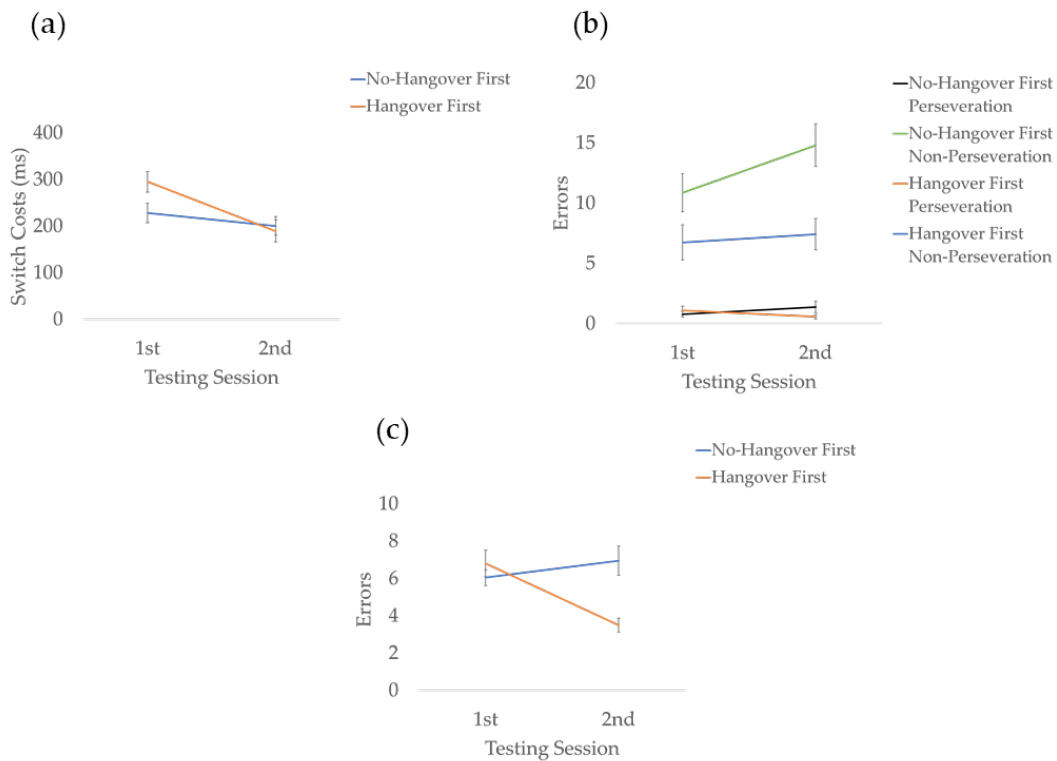 (a)
No-Hangover First
Hangover First
400
300
200
100
0
Switch Costs (ms)
1st
2nd
Testing Session
(b)
20
15
10
5
0
Errors
1st
2nd
Testing Session
No-Hangover First
Perseveration
No-Hangover First
Non-Perseveration
Hangover First
Perseveration
Hangover First
Non-Perseveration
(c)
No-Hangover First
Hangover First
10
8
6
4
2
0
Errors
1st
2nd
Testing Session